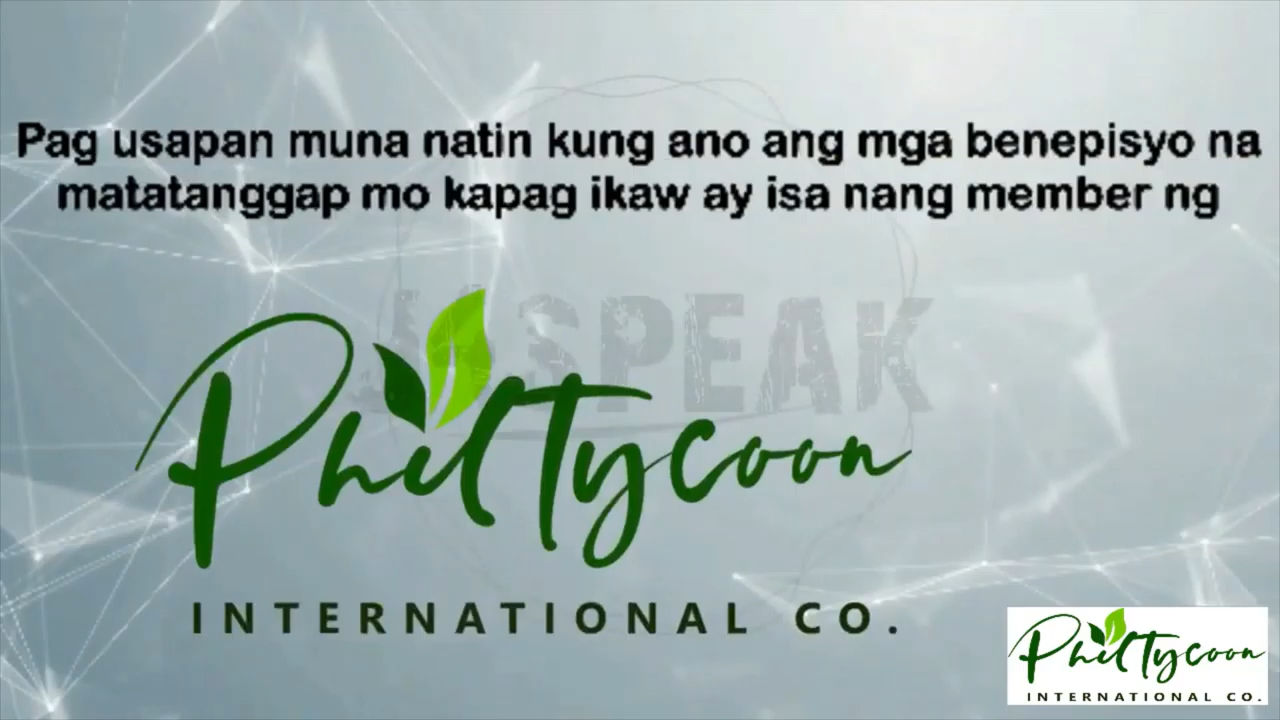 Pag usapan muna natin kung ano ang mga benepisyo na
matatanggap mo kapag ikaw ay isa nang member ng
SPEAK
PhilTycoon
INTERNATIONAL CO.
PhilTycoon
INTERNATIONAL CO.